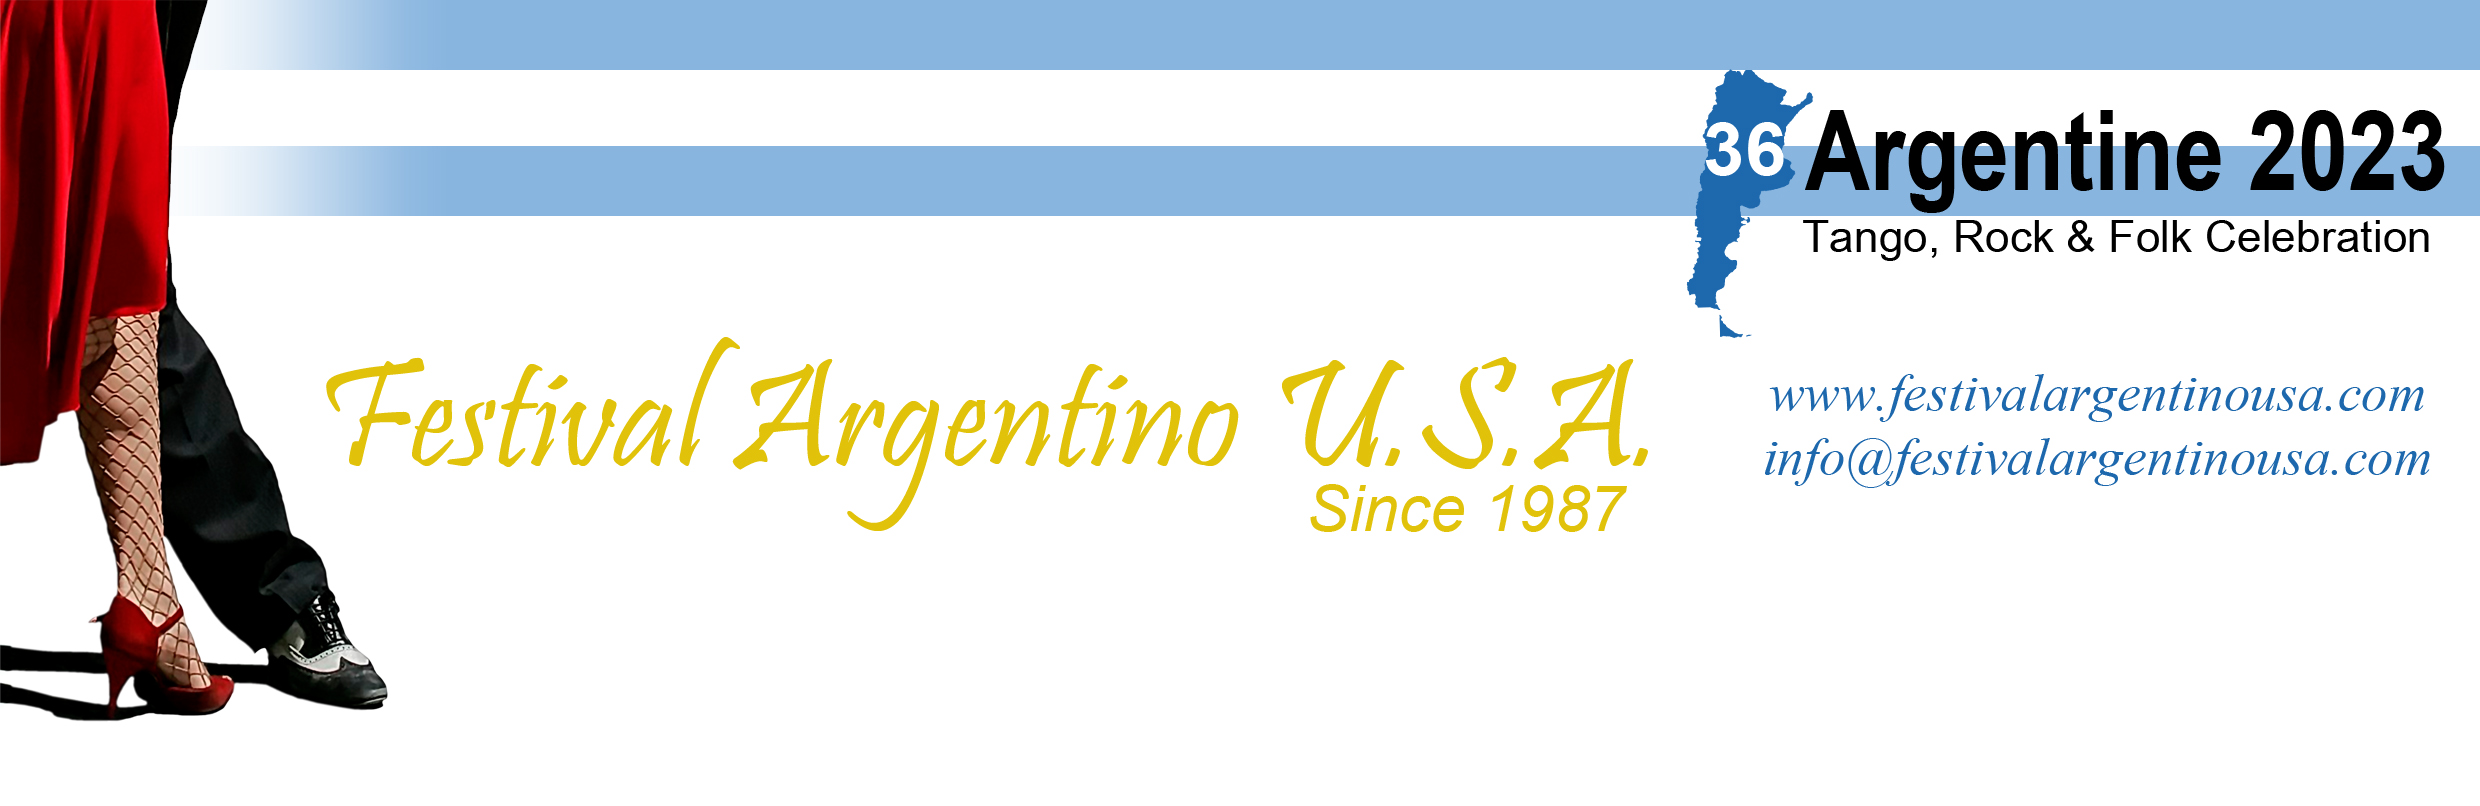 36 Argentine 2023
Tango, Rock & Folk Celebration
Festival Argentino U.S.A.
Since 1987
www.festivalargentinousa.com
info@festivalargentinousa.com